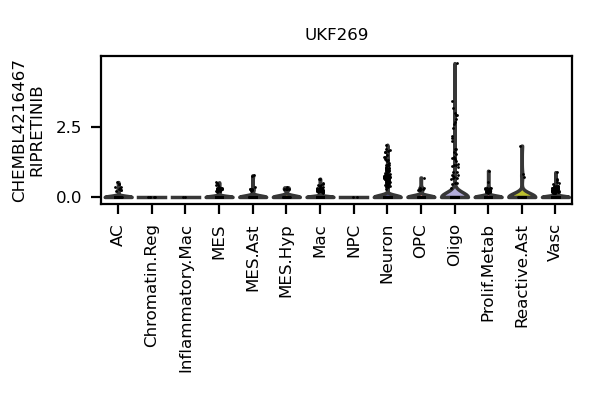 UKF269
CHEMBL4216467
RIPRETINIB
2.5
0.0
AC
Chromatin.Reg
Inflammatory.Mac
MES
MES.Ast
MES.Hyp
Mac
NPC
Neuron
OPC
Oligo
Prolif.Metab
Reactive.Ast
Vasc